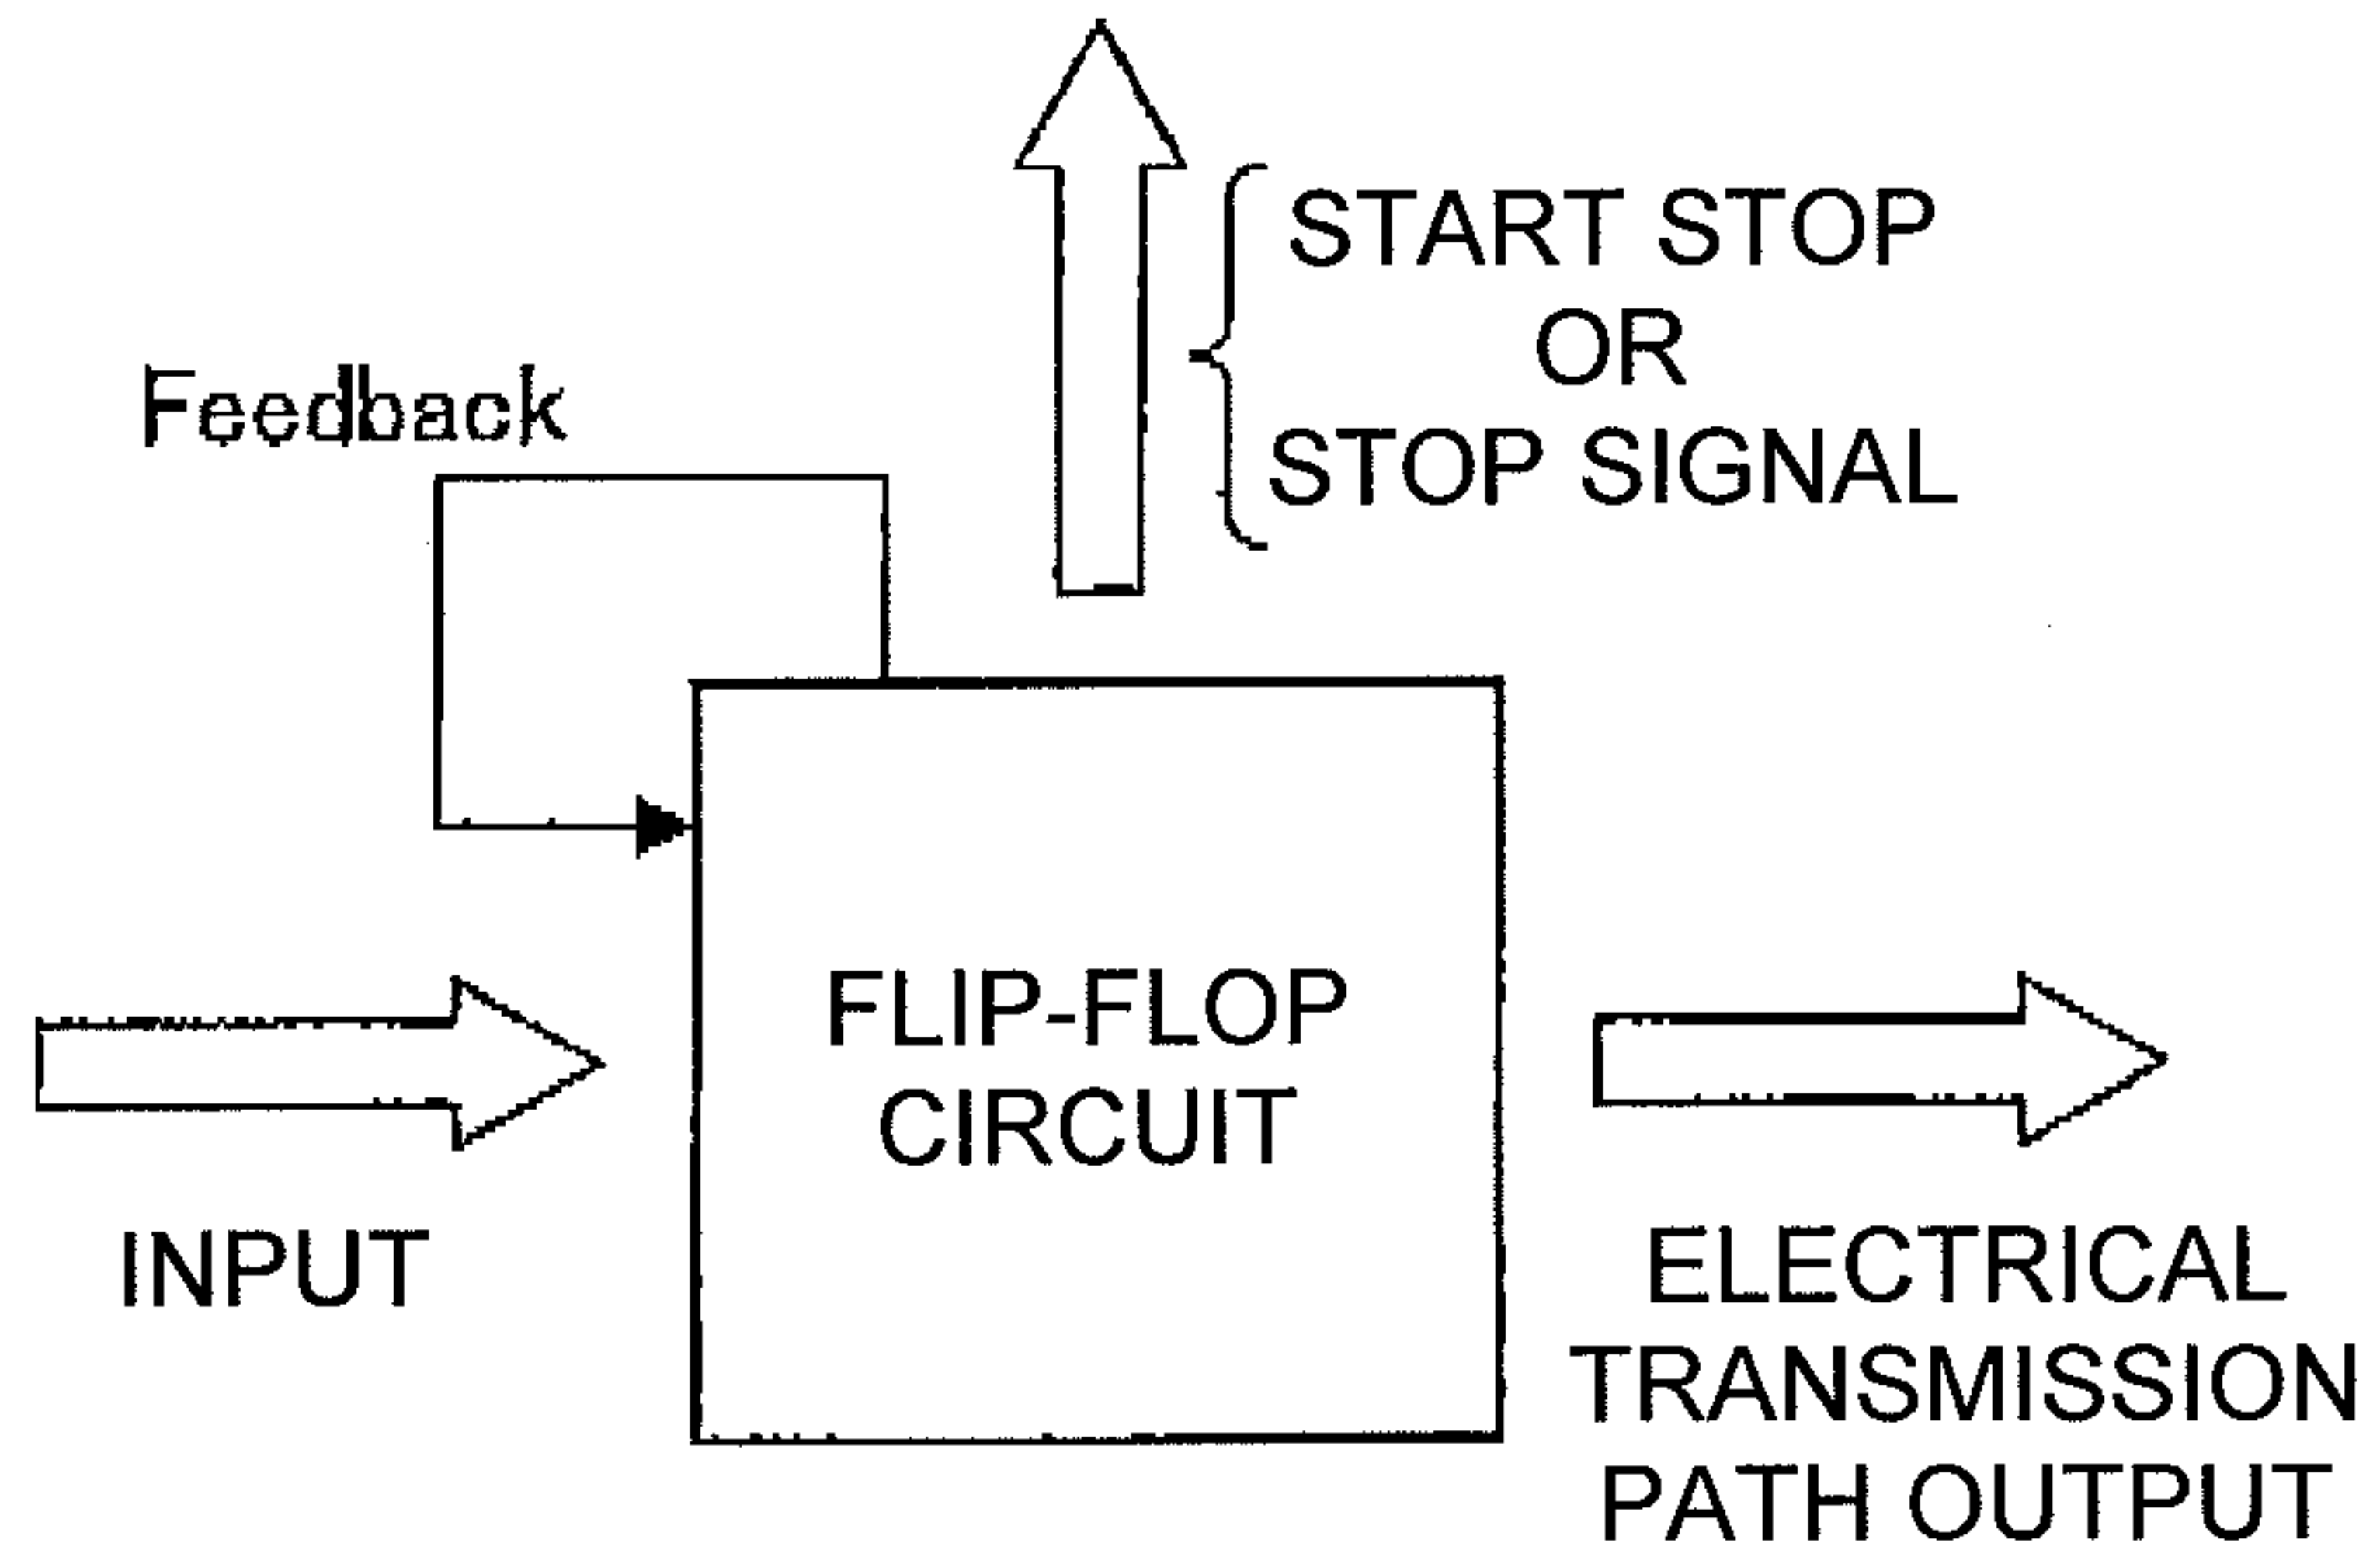 START STOP
OR
STOP SIGNAL
Feedback
FLIP-FLOP
CIRCUIT
INPUT
ELECTRICAL
TRANSMISSION
PATH OUTPUT